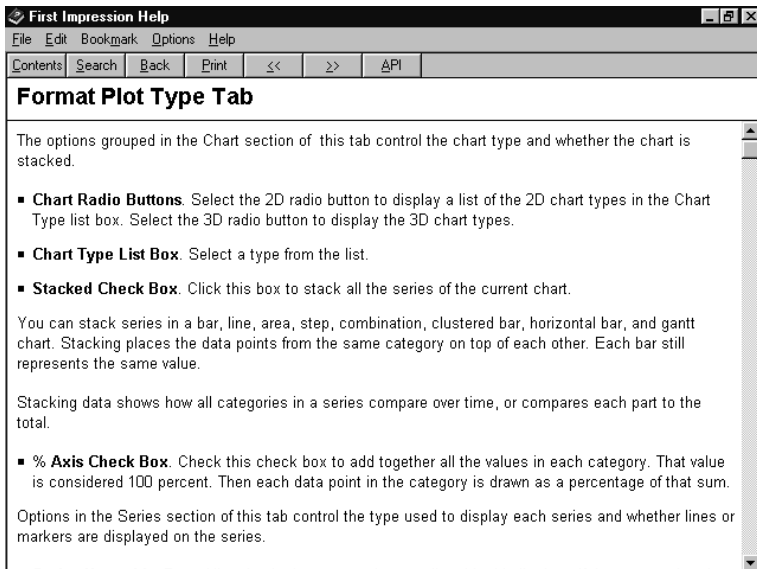 First Impression Help
File Edit Bookmark Options Help
Contents Search Back Print << >> API
Format Plot Type Tab
The options grouped in the Chart section of this tab control the chart type and whether the chart is
stacked.
▪ Chart Radio Buttons. Select the 2D radio button to display a list of the 2D chart types in the Chart
Type list box. Select the 3D radio button to display the 3D chart types.
▪ Chart Type List Box. Select a type from the list.
▪ Stacked Check Box. Click this box to stack all the series of the current chart.
You can stack series in a bar, line, area, step, combination, clustered bar, horizontal bar, and gantt
chart. Stacking places the data points from the same category on top of each other. Each bar still
represents the same value.
Stacking data shows how all categories in a series compare over time, or compares each part to the
total.
▪ % Axis Check Box. Check this check box to add together all the values in each category. That value
is considered 100 percent. Then each data point in the category is drawn as a percentage of that sum.
Options in the Series section of this tab control the type used to display each series and whether lines or
markers are displayed on the series.